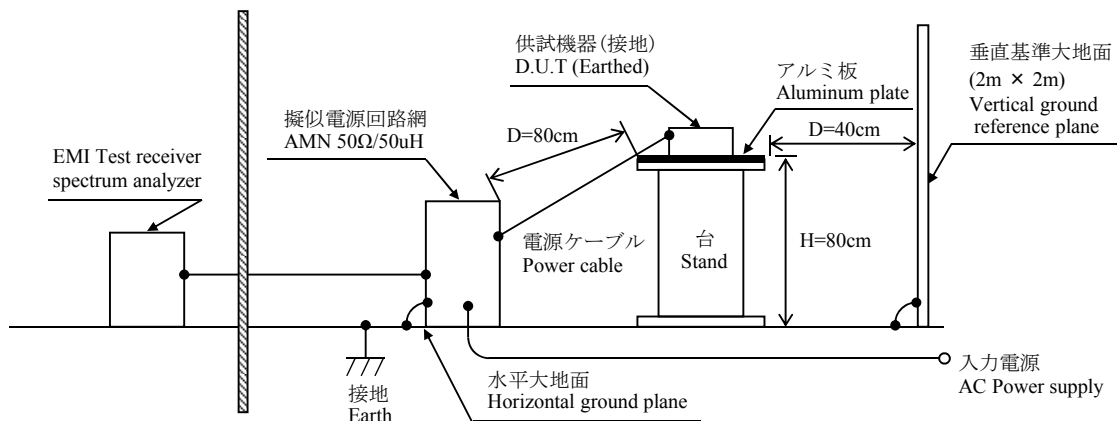 供試機器(接地)
D.U.T (Earthed)
アルミ板
Aluminum plate
垂直基準大地面
(2m × 2m)
Vertical ground
reference plane
擬似電源回路網
AMN 50Ω/50uH
D=80cm
D=40cm
EMI Test receiver
spectrum analyzer
電源ケーブル
Power cable
台
Stand
H=80cm
接地
Earth
水平大地面
Horizontal ground plane
入力電源
AC Power supply